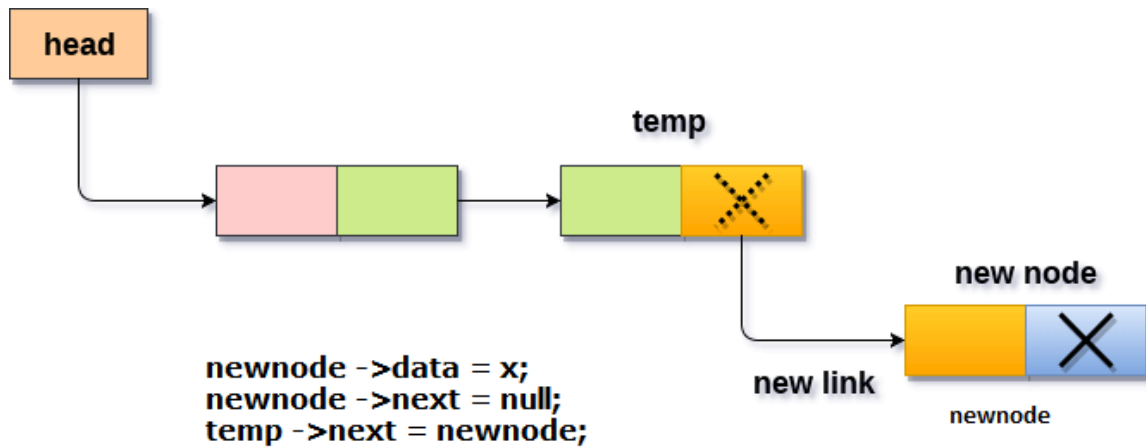 head
temp
new node
new link
newnode
newnode ->data = x;
newnode ->next = null;
temp ->next = newnode;